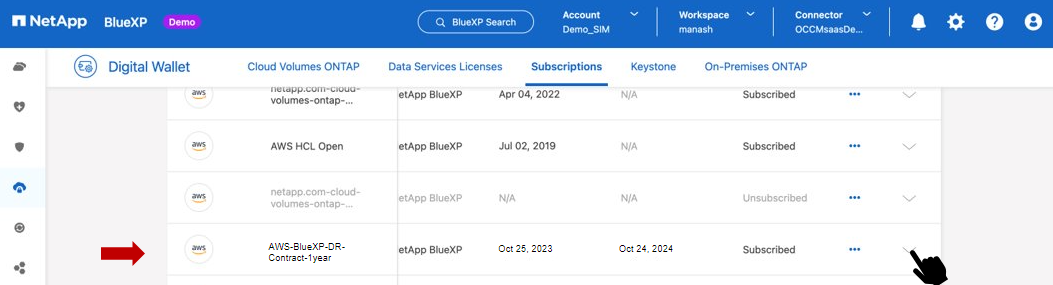 NetApp BlueXP Demo BlueXP Search Account Demo_SIM Workspace manash Connector OCCMsaasDe...
Digital Wallet Cloud Volumes ONTAP Data Services Licenses Subscriptions Keystone On-Premises ONTAP
aws netapp.com-cloud-
volumes-ontap-... etApp BlueXP Apr 04, 2022 N/A Subscribed
aws AWS HCL Open etApp BlueXP Jul 02, 2019 N/A Subscribed
aws netapp.com-cloud-
volumes-ontap-... etApp BlueXP N/A N/A Unsubscribed
aws AWS-BlueXP-DR-
Contract-1year etApp BlueXP Oct 25, 2023 Oct 24, 2024 Subscribed